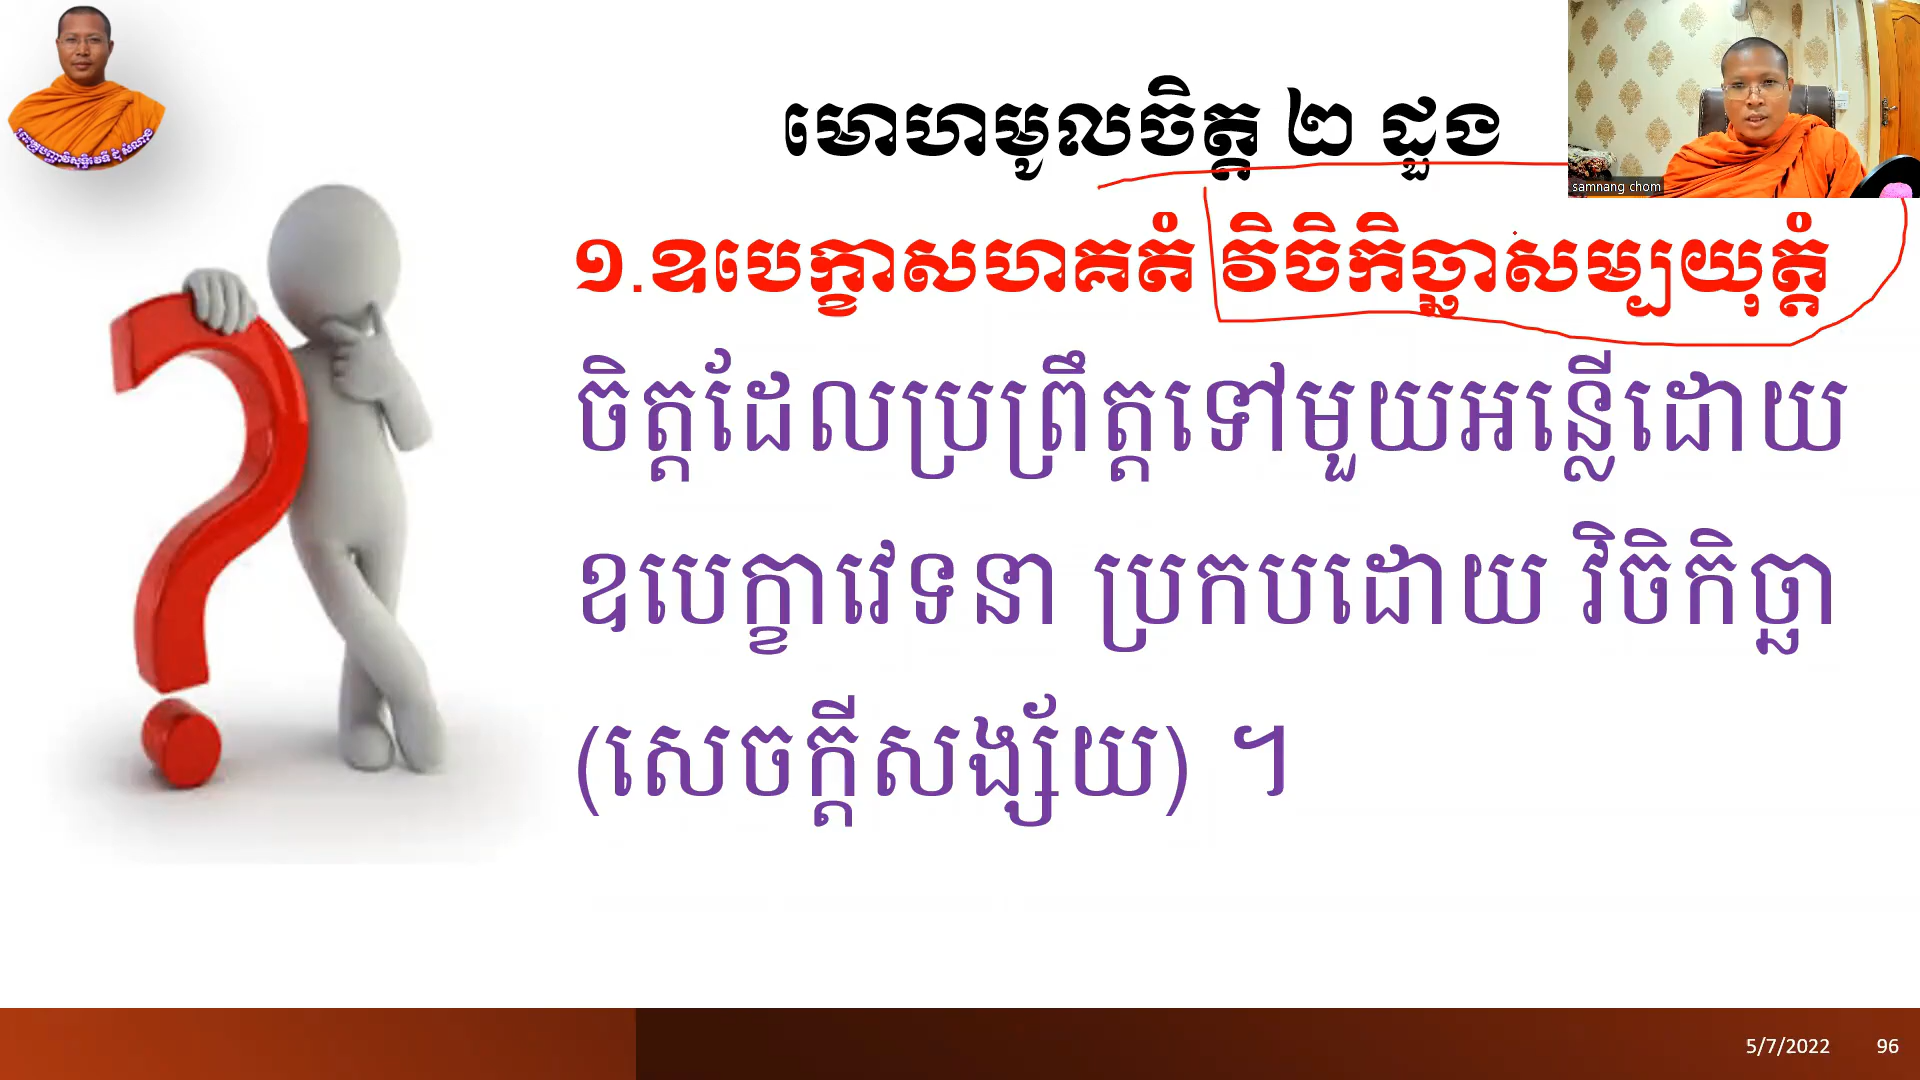 មោហមូលចិត្ត ២ ដួង
samnang chom
១.ឧបេក្ខាសហគតំ វិចិកិច្ឆាសម្បយុត្តំ
ចិត្តដែលប្រព្រឹត្តទៅមួយអន្លើដោយ
ឧបេក្ខាវេទនា ប្រកបដោយ វិចិកិច្ឆា
(សេចក្តីសង្ស័យ) ។
5/7/2022 96